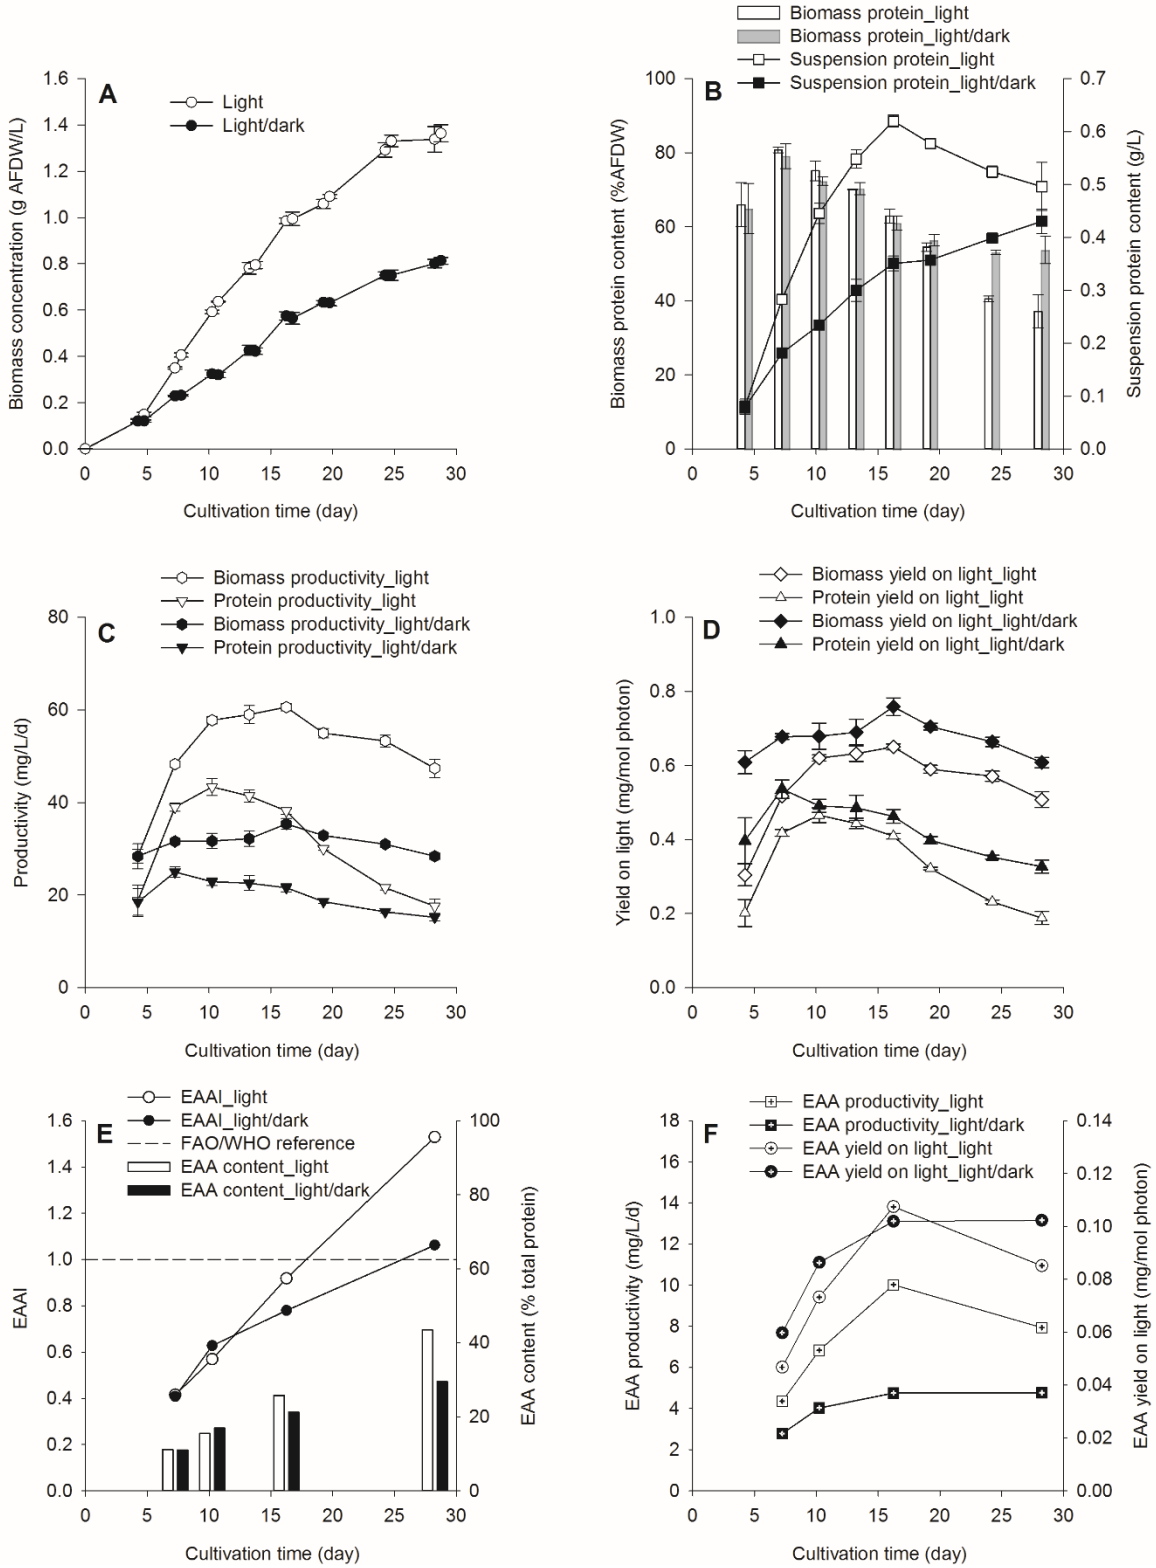 Biomass protein_light
Biomass protein_light/dark
Suspension protein_light
Suspension protein_light/dark
A
Light
Light/dark
1.6
1.4
1.2
1.0
0.8
0.6
0.4
0.2
0.0
Biomass concentration (g AFDW/L)
0 5 10 15 20 25 30
Cultivation time (day)
B
100
80
60
40
20
0
Biomass protein content (%AFDW)
0.7
0.6
0.5
0.4
0.3
0.2
0.1
0.0
Suspension protein content (g/L)
0 5 10 15 20 25 30
Cultivation time (day)
Biomass productivity_light
Protein productivity_light
Biomass productivity_light/dark
Protein productivity_light/dark
C
80
60
40
20
0
Productivity (mg/L/d)
0 5 10 15 20 25 30
Cultivation time (day)
Biomass yield on light_light
Protein yield on light_light
Biomass yield on light_light/dark
Protein yield on light_light/dark
D
1.0
0.8
0.6
0.4
0.2
0.0
Yield on light (mg/mol photon)
0 5 10 15 20 25 30
Cultivation time (day)
EAAI_light
EAAI_light/dark
FAO/WHO reference
EAA content_light
EAA content_light/dark
E
1.6
1.4
1.2
1.0
0.8
0.6
0.4
0.2
0.0
EAAI
100
80
60
40
20
0
EAA content (% total protein)
0 5 10 15 20 25 30
Cultivation time (day)
EAA productivity_light
EAA productivity_light/dark
EAA yield on light_light
EAA yield on light_light/dark
F
18
16
14
12
10
8
6
4
2
0
EAA productivity (mg/L/d)
0.14
0.12
0.10
0.08
0.06
0.04
0.02
0.00
EAA yield on light (mg/mol photon)
0 5 10 15 20 25 30
Cultivation time (day)